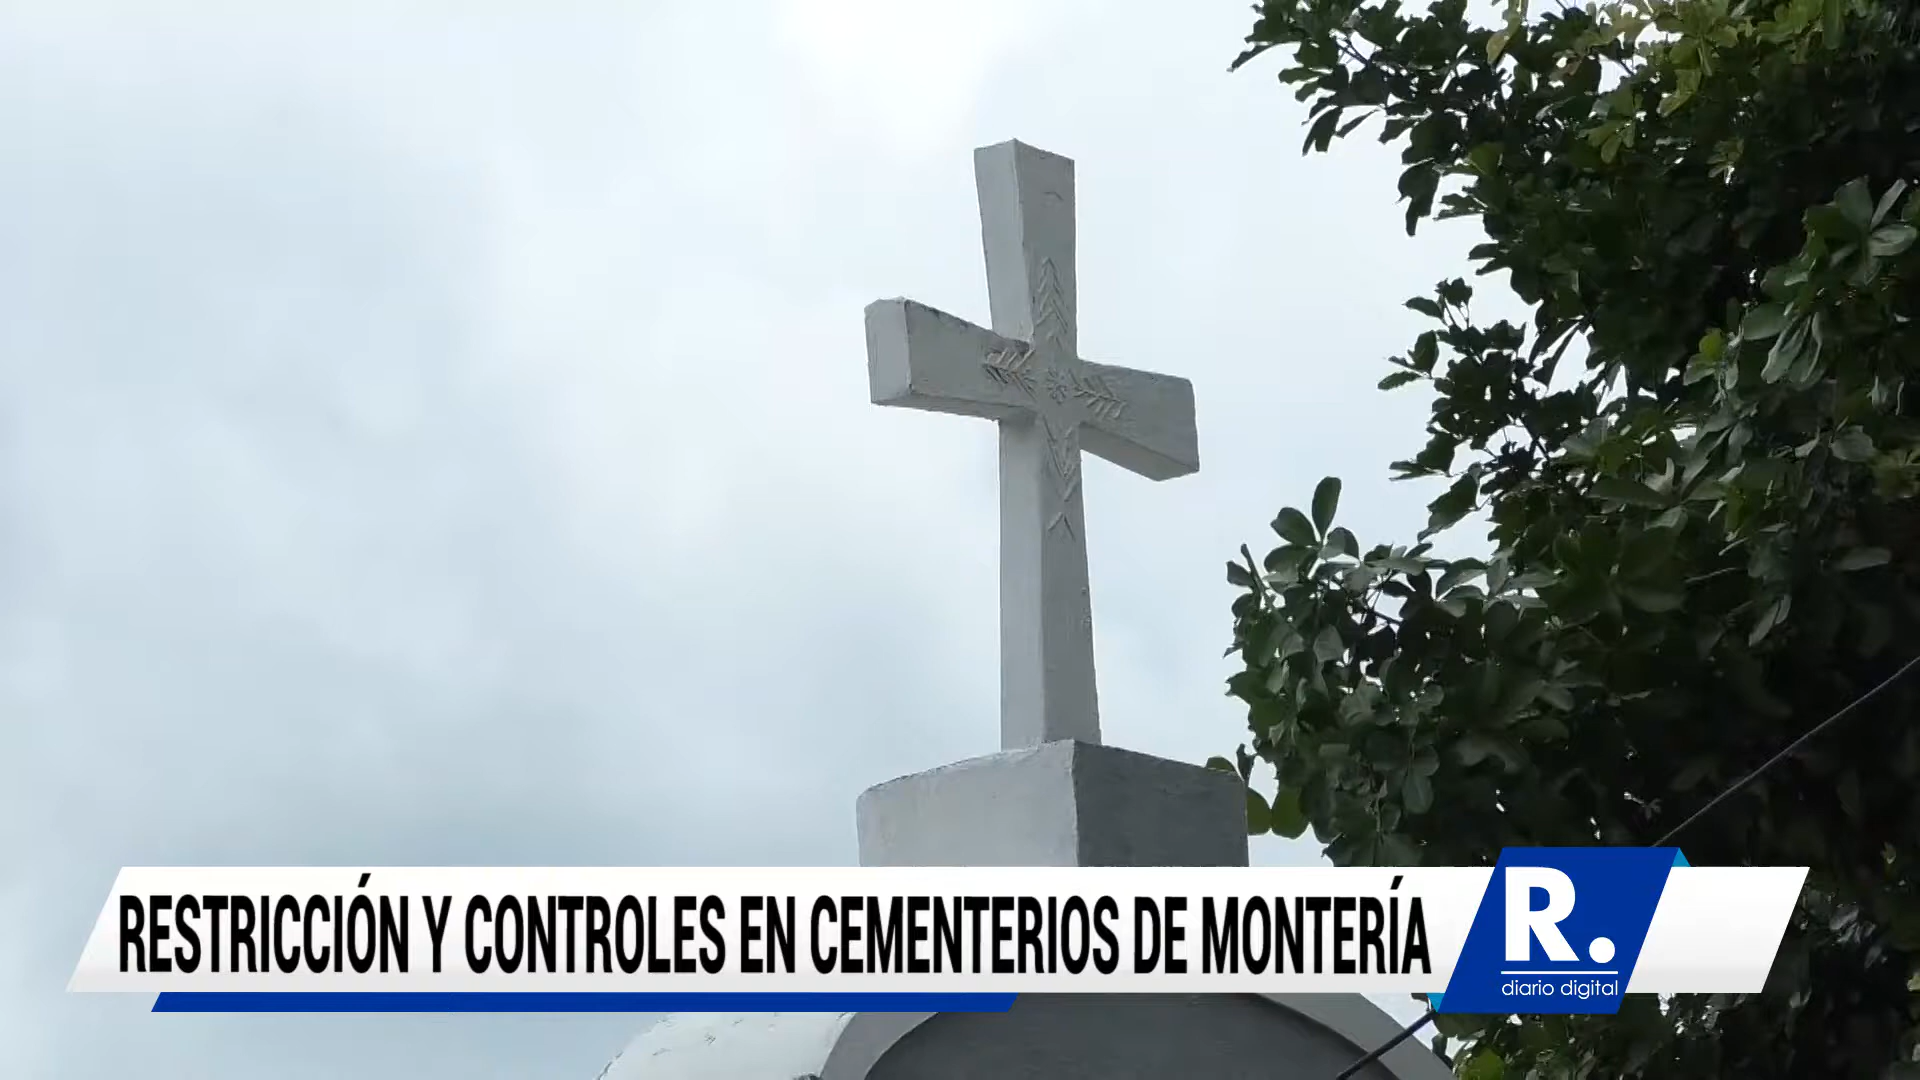 RESTRICCIÓN Y CONTROLES EN CEMENTERIOS DE MONTERÍA
R.
diario digital